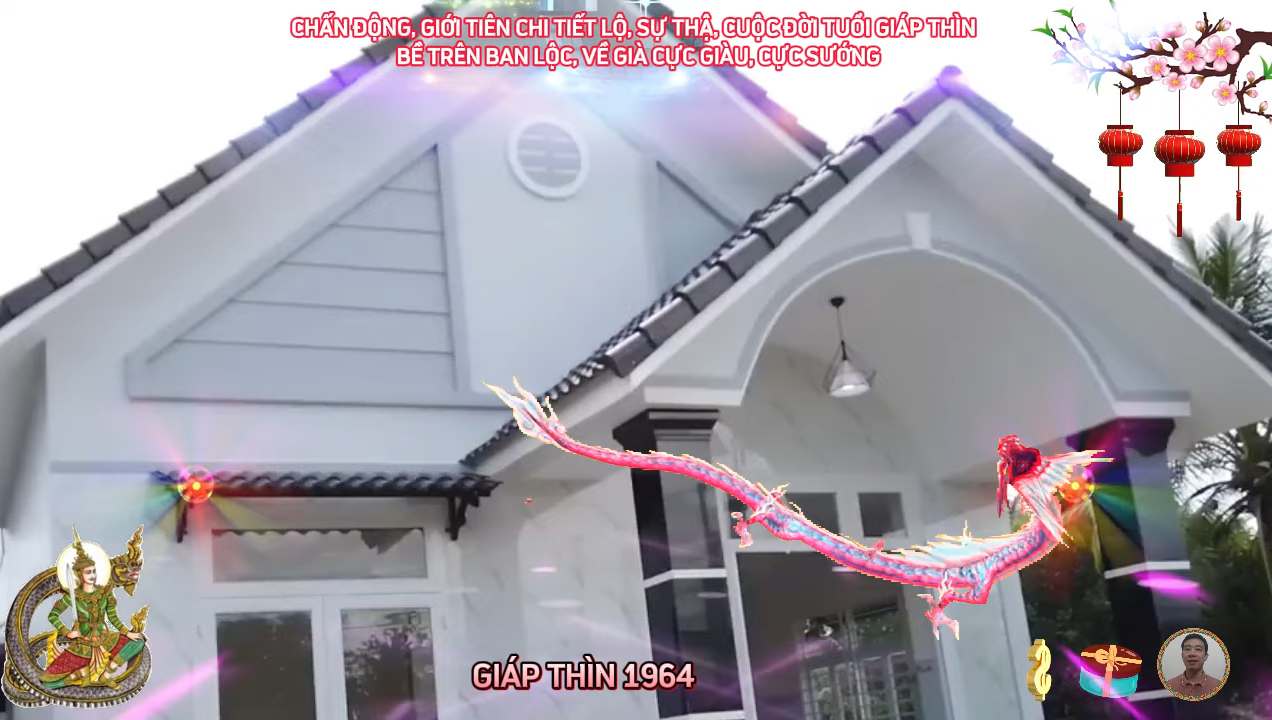 CHẤN ĐỘNG, GIỚI TIÊN CHI TIẾT LỘ, SỰ THẬ, CUỘC ĐỜI TUỔI GIÁP THÌN
BỀ TRÊN BAN LỘC, VỀ GIÀ CỰC GIÀU, CỰC SƯỚNG
GIÁP THÌN 1964